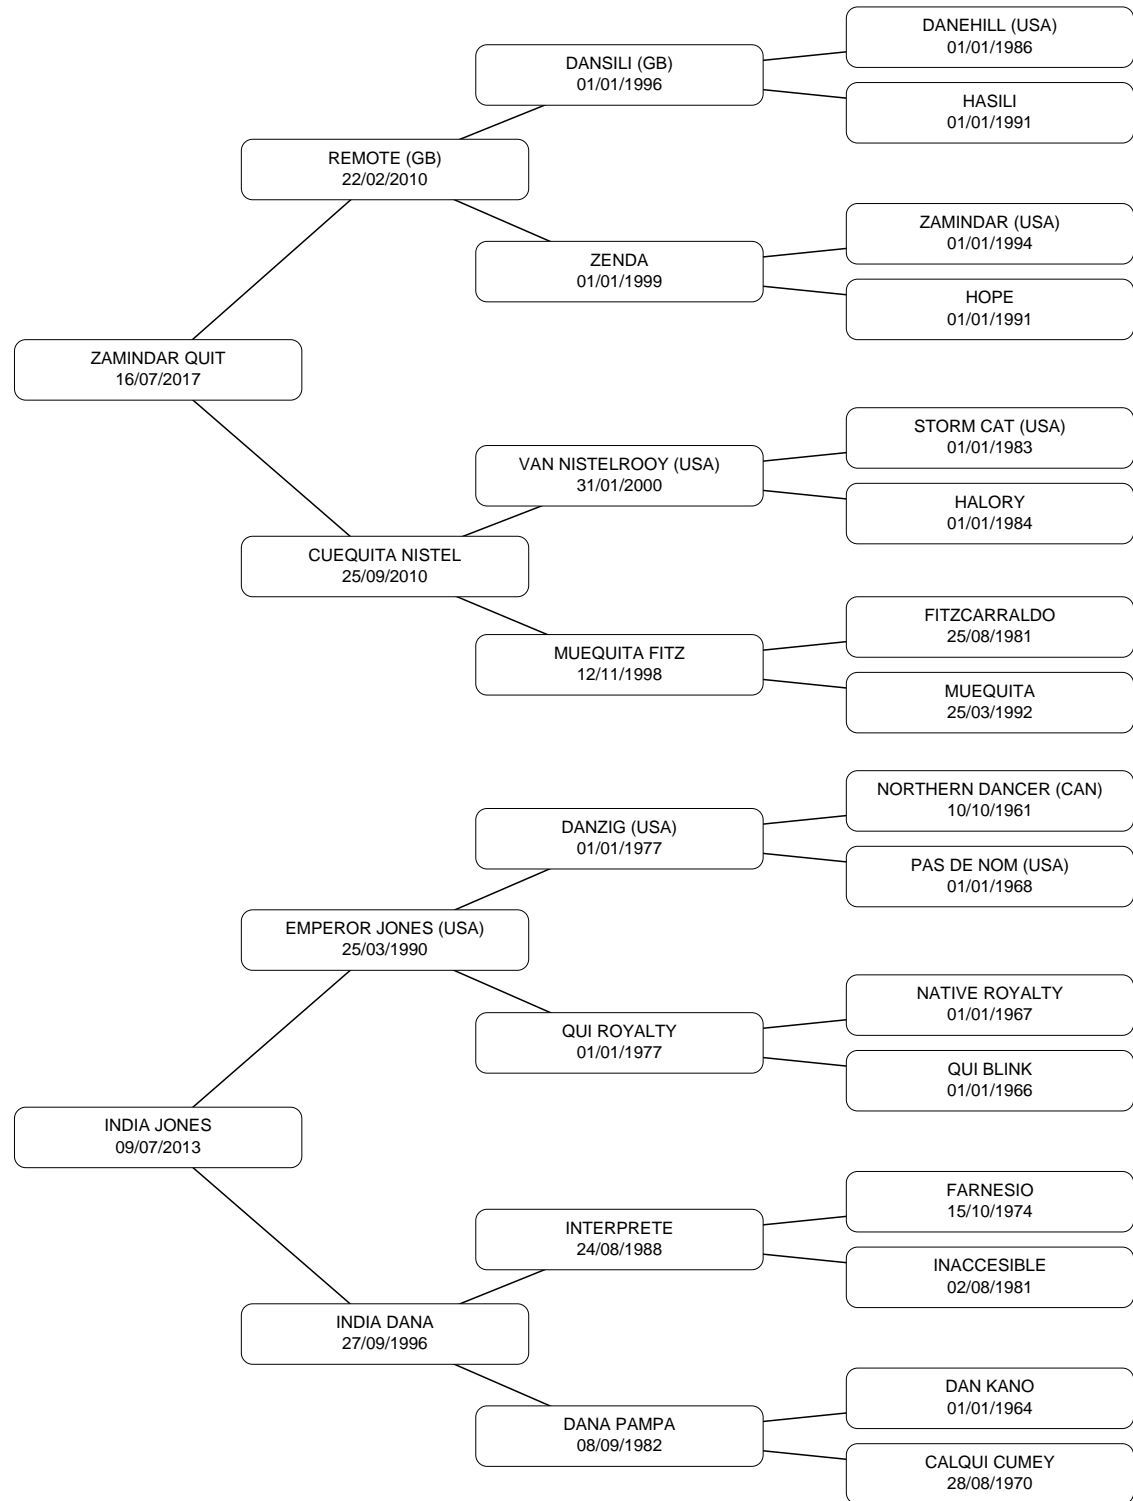 DANEHILL (USA)
01/01/1986
DANSILI (GB)
01/01/1996
HASILI
01/01/1991
REMOTE (GB)
22/02/2010
ZAMINDAR (USA)
01/01/1994
ZENDA
01/01/1999
HOPE
01/01/1991
ZAMINDAR QUIT
16/07/2017
STORM CAT (USA)
01/01/1983
VAN NISTELROOY (USA)
31/01/2000
HALORY
01/01/1984
CUEQUITA NISTEL
25/09/2010
FITZCARRALDO
25/08/1981
MUEQUITA FITZ
12/11/1998
MUEQUITA
25/03/1992
NORTHERN DANCER (CAN)
10/10/1961
DANZIG (USA)
01/01/1977
PAS DE NOM (USA)
01/01/1968
EMPEROR JONES (USA)
25/03/1990
NATIVE ROYALTY
01/01/1967
QUI ROYALTY
01/01/1977
QUI BLINK
01/01/1966
INDIA JONES
09/07/2013
FARNESIO
15/10/1974
INTERPRETE
24/08/1988
INACCESIBLE
02/08/1981
INDIA DANA
27/09/1996
DAN KANO
01/01/1964
DANA PAMPA
08/09/1982
CALQUI CUMEY
28/08/1970